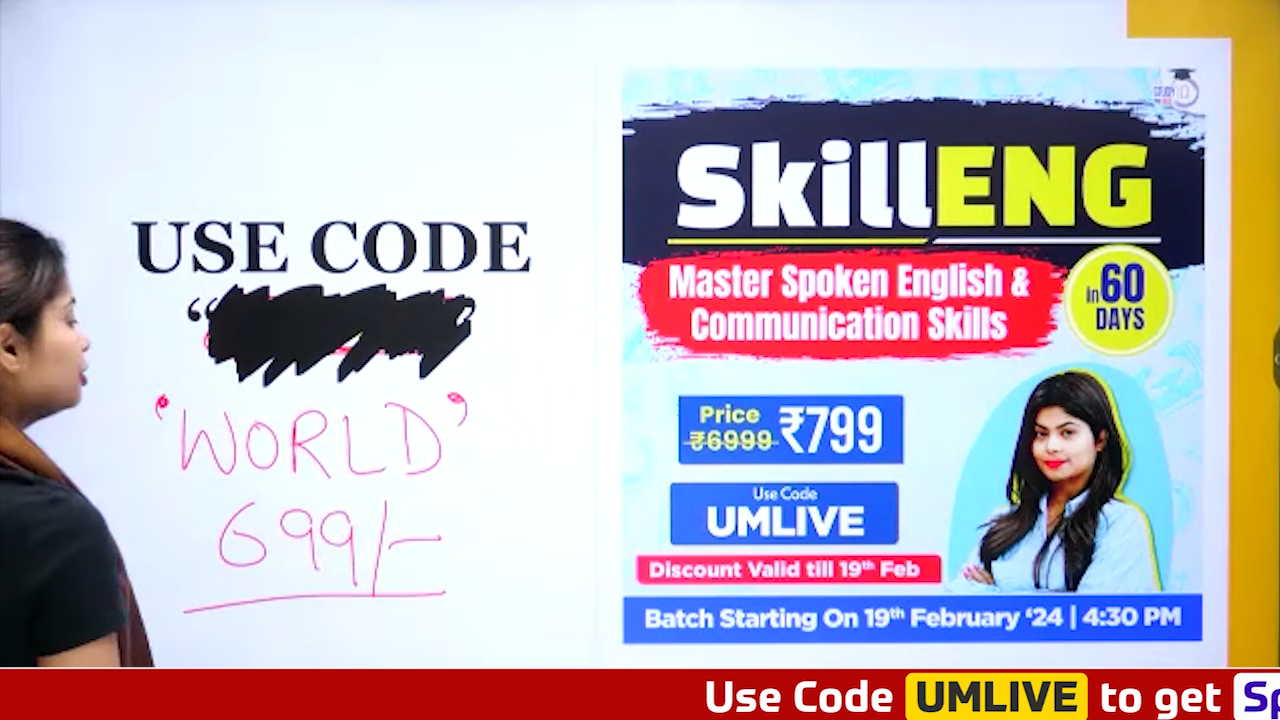 USE CODE
“
'WORLD'
699/-
STUDY
SkillENG
Master Spoken English &
Communication Skills
in 60
DAYS
Price
₹6999 ₹799
Use Code
UMLIVE
Discount Valid till 19th Feb
Batch Starting On 19th February ‘24 | 4:30 PM
Use Code UMLIVE to get Sp